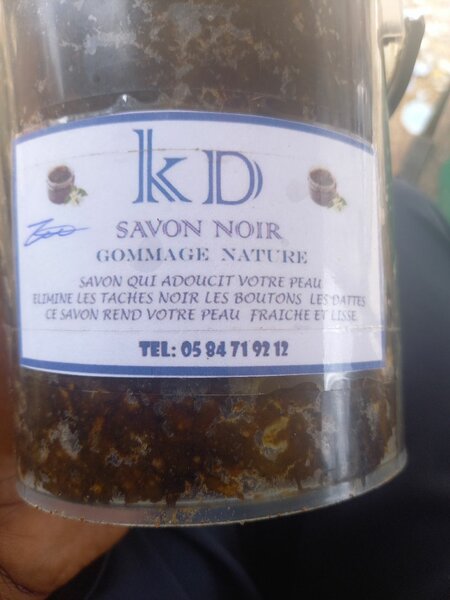 KD
SAVON NOIR
GOMMAGE NATURE
SAVON QUI ADOUCIT VOTRE PEAU
ELIMINE LES TACHES NOIR LES BOUTONS LES DATTES
CE SAVON REND VOTRE PEAU FRAICHE ET LISSE
TEL: 05 84 71 92 12